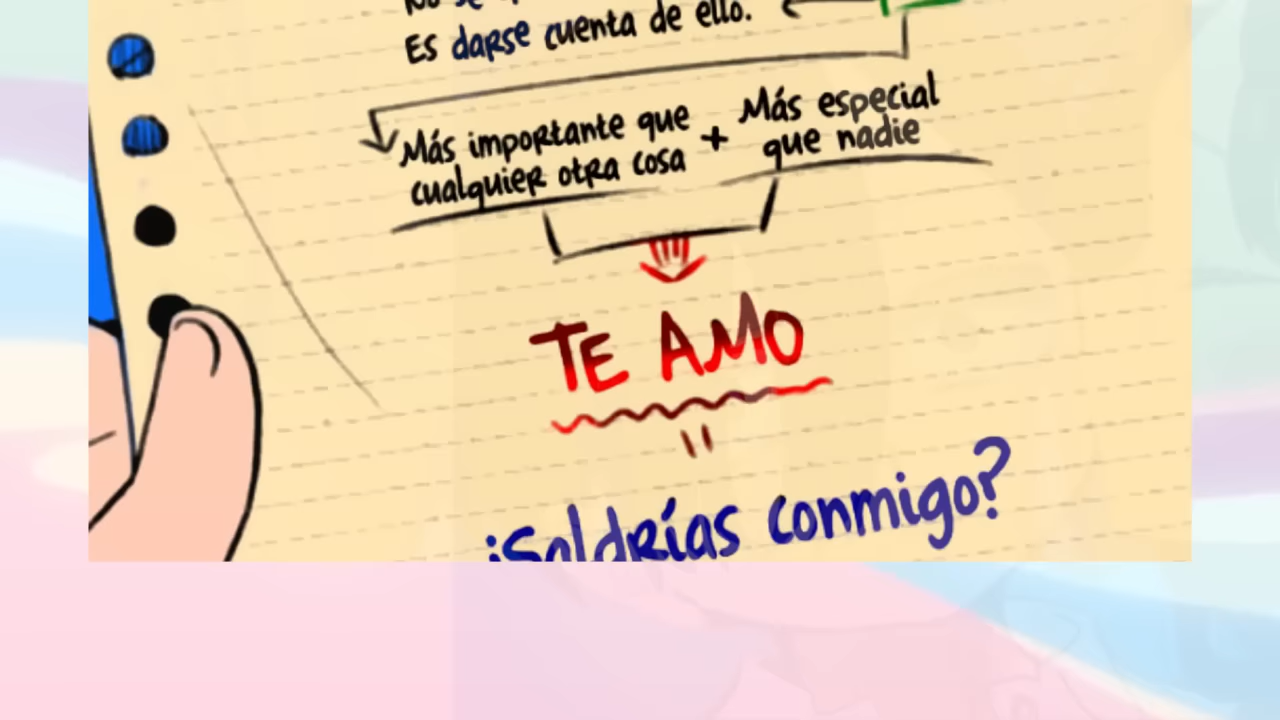 Es darse cuenta de ello.
Más importante que
cualquier otra cosa
+
Más especial
que nadie
TE AMO
¿Saldrías conmigo?